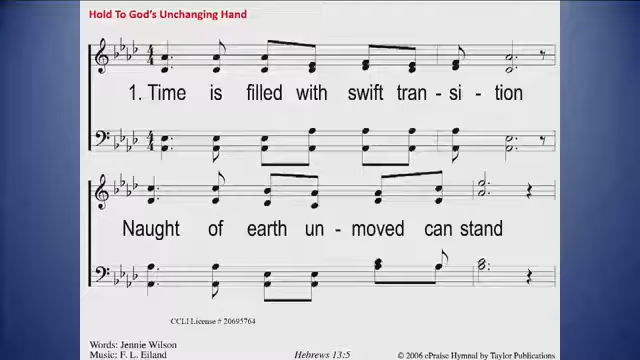 Hold To God's Unchanging Hand
1. Time is filled with swift tran - si - tion
Naught of earth un - moved can stand
CCLI License # 20695764
Words: Jennie Wilson
Music: F. L. Eiland
Hebrews 13:5
© 2006 ePraise Hymnal by Taylor Publications